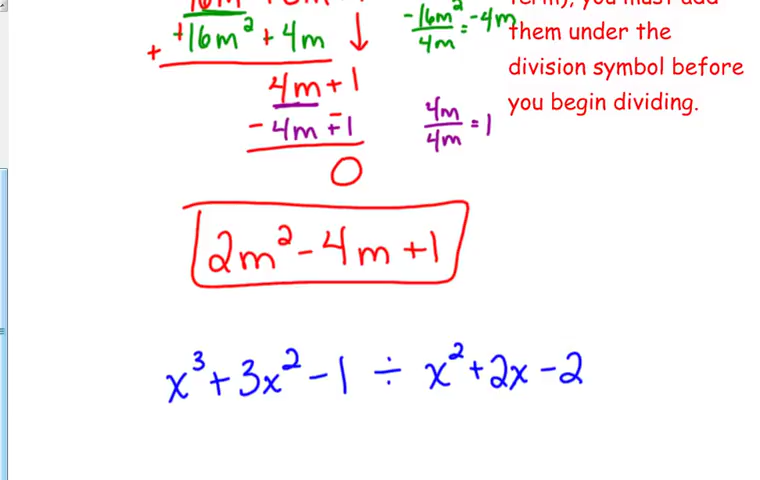 term), you must add
+16m² + 4m ↓
-16m²/4m = -4m
them under the
division symbol before
4m + 1
you begin dividing.
- 4m + 1
4m/4m = 1
0
2m² - 4m + 1
x³ + 3x² - 1 ÷ x² + 2x - 2